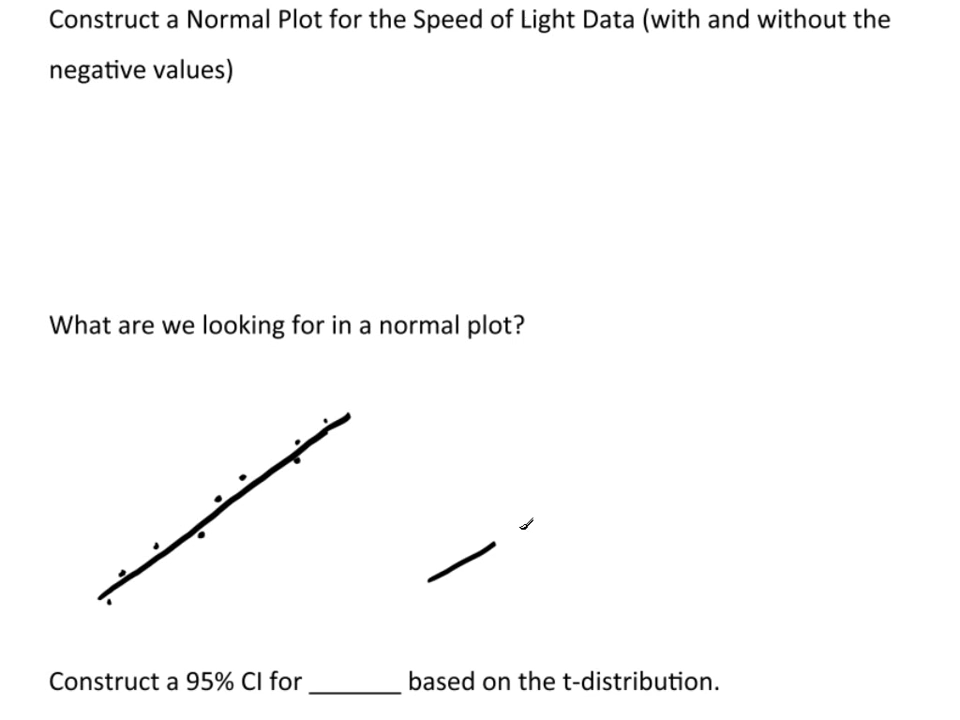 Construct a Normal Plot for the Speed of Light Data (with and without the
negative values)
What are we looking for in a normal plot?
Construct a 95% CI for _______ based on the t-distribution.